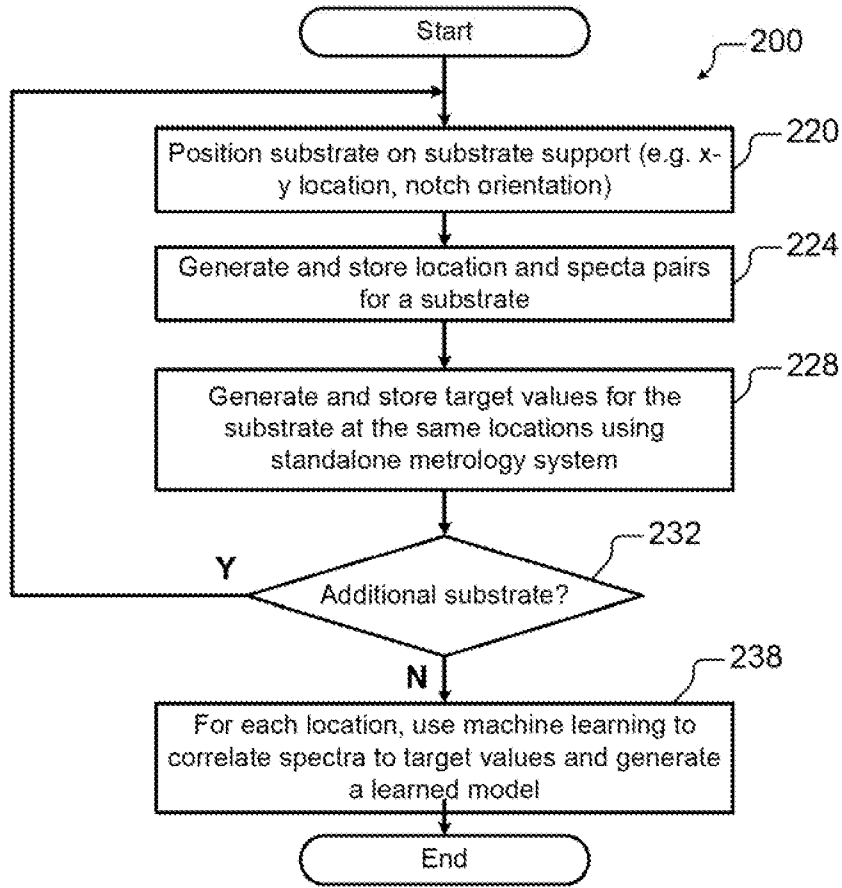 Start
200
220
Position substrate on substrate support (e.g. x-
y location, notch orientation)
224
Generate and store location and specta pairs
for a substrate
228
Generate and store target values for the
substrate at the same locations using
standalone metrology system
232
Y
Additional substrate?
N
238
For each location, use machine learning to
correlate spectra to target values and generate
a learned model
End